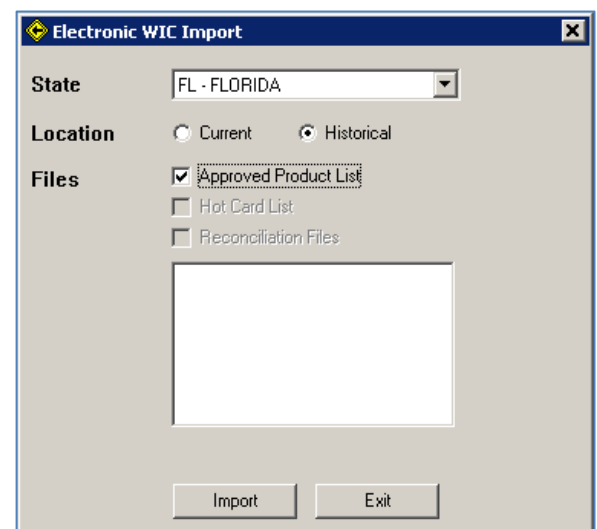 Electronic WIC Import
State FL - FLORIDA
Location Current Historical
Files Approved Product List
Hot Card List
Reconciliation Files
Import Exit